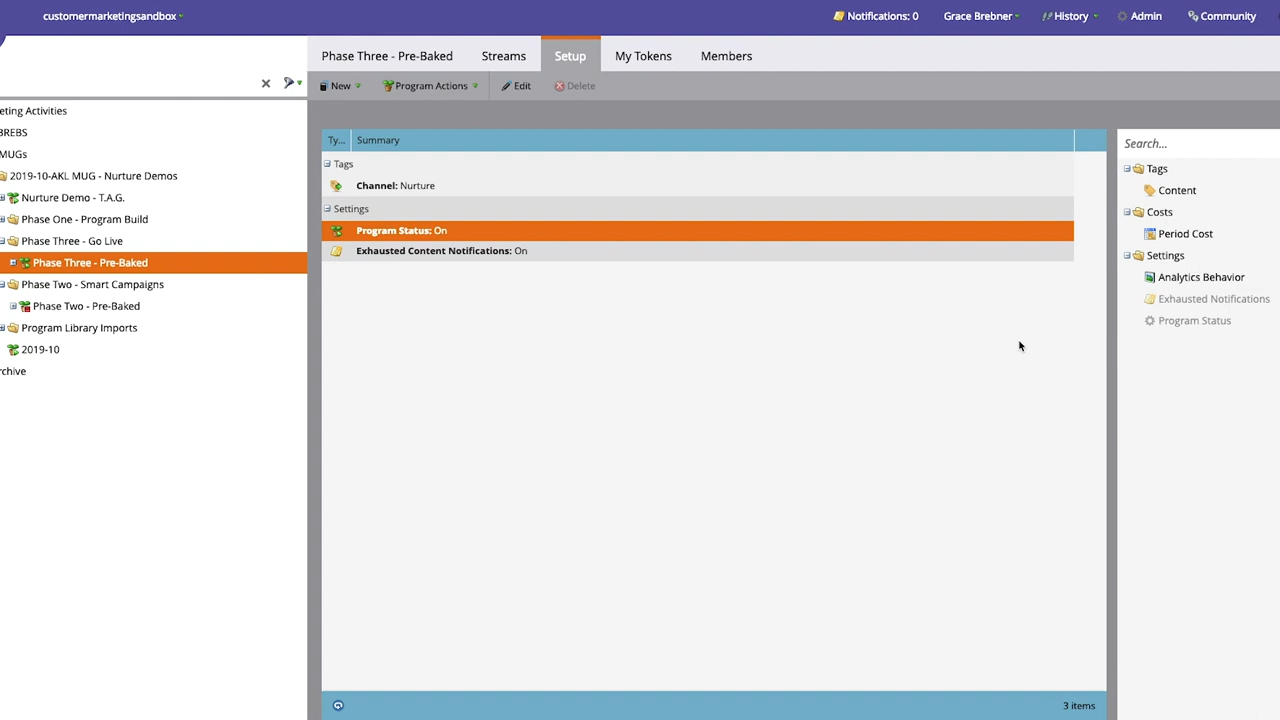 customermarketingsandbox
Notifications: 0
Grace Brebner
History
Admin
Community
eting Activities
BREBS
MUGs
2019-10-AKL MUG - Nurture Demos
Nurture Demo - T.A.G.
Phase One - Program Build
Phase Three - Go Live
Phase Three - Pre-Baked
Phase Two - Smart Campaigns
Phase Two - Pre-Baked
Program Library Imports
2019-10
rchive
Phase Three - Pre-Baked
Streams
Setup
My Tokens
Members
New
Program Actions
Edit
Delete
Ty...
Summary
Tags
Channel: Nurture
Settings
Program Status: On
Exhausted Content Notifications: On
3 items
Search...
Tags
Content
Costs
Period Cost
Settings
Analytics Behavior
Exhausted Notifications
Program Status